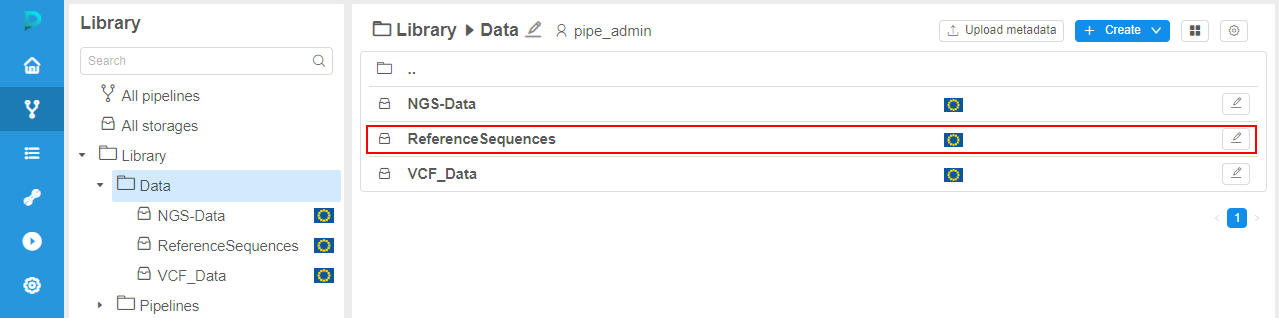 Library
Search
All pipelines
All storages
Library
Data
NGS-Data
ReferenceSequences
VCF_Data
Pipelines
Library Data pipe_admin Upload metadata + Create
..
NGS-Data
ReferenceSequences
VCF_Data
< 1 >